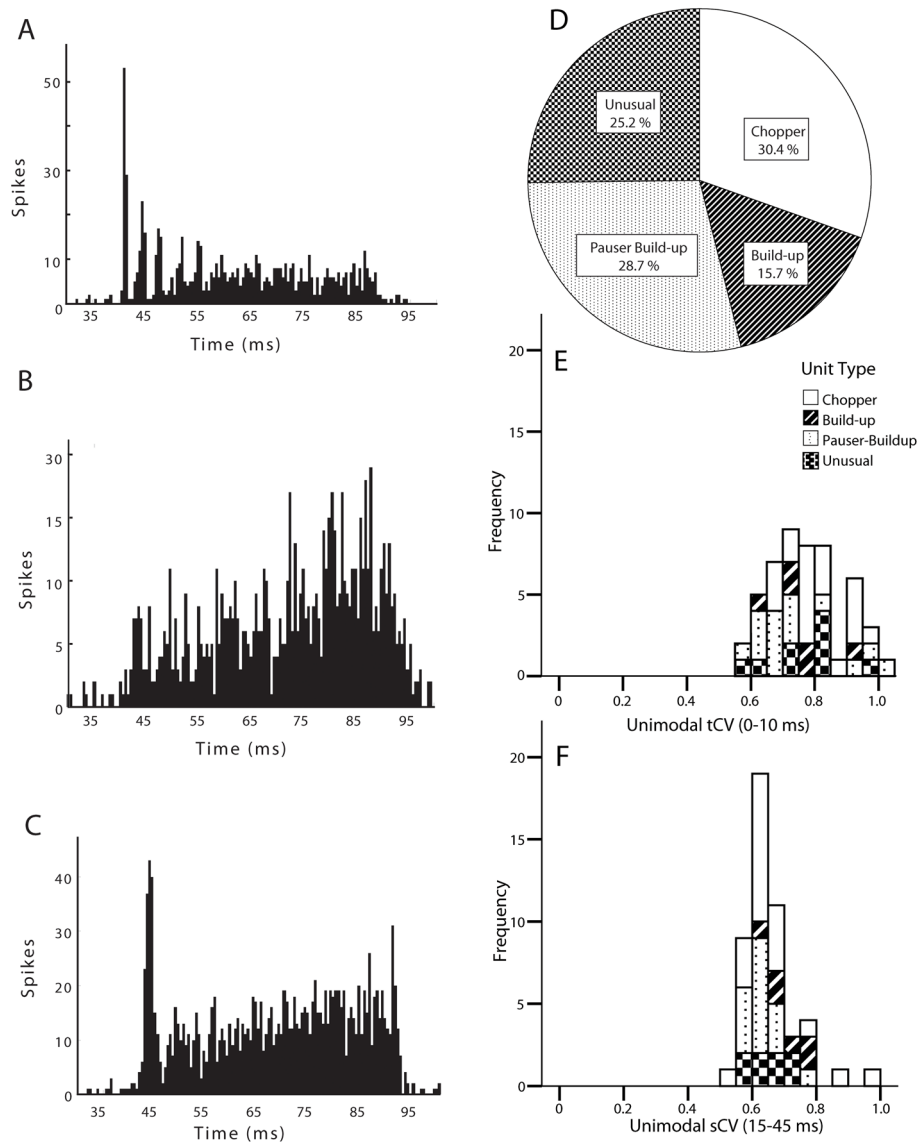 A
50
30
10
0
Spikes
35 45 55 65 75 85 95
Time (ms)
B
30
15
10
5
0
Spikes
35 45 55 65 75 85 95
Time (ms)
C
40
30
20
10
0
Spikes
35 45 55 65 75 85 95
Time (ms)
D
Unusual
25.2 %
Chopper
30.4 %
Pauser Build-up
28.7 %
Build-up
15.7 %
E
Unit Type
Chopper
Build-up
Pauser-Buildup
Unusual
20
15
10
5
0
Frequency
0 0.2 0.4 0.6 0.8 1.0
Unimodal tCV (0-10 ms)
F
20
15
10
5
0
Frequency
0 0.2 0.4 0.6 0.8 1.0
Unimodal sCV (15-45 ms)